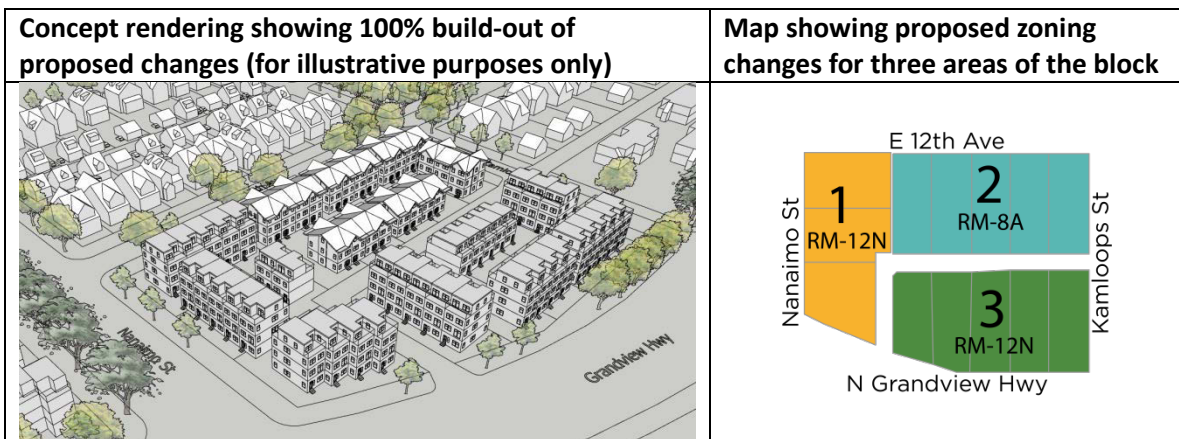 Concept rendering showing 100% build-out of
proposed changes (for illustrative purposes only)
Map showing proposed zoning
changes for three areas of the block
Nanaimo St
Grandview Hwy
E 12th Ave
Nanaimo St
1
RM-12N
2
RM-8A
Kamloops St
3
RM-12N
N Grandview Hwy